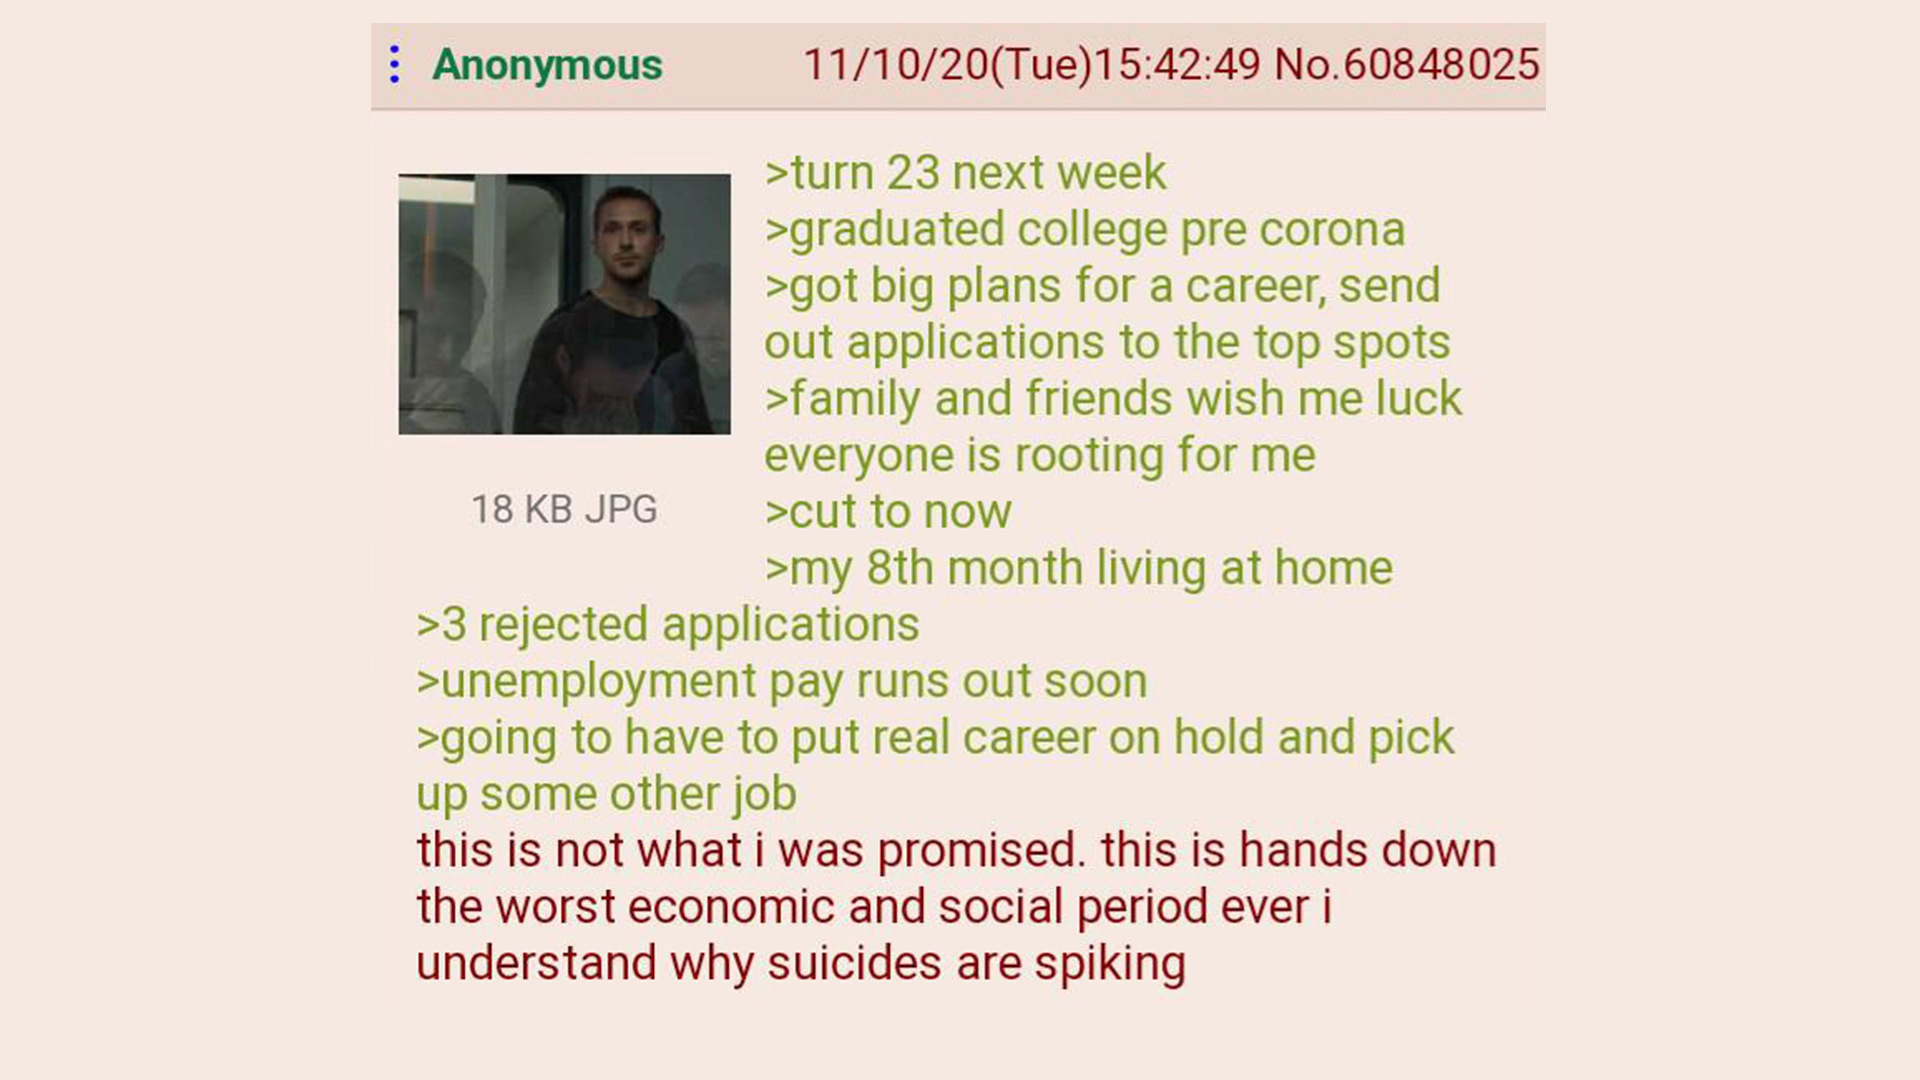 Anonymous 11/10/20(Tue)15:42:49 No.60848025
>turn 23 next week
>graduated college pre corona
>got big plans for a career, send
out applications to the top spots
>family and friends wish me luck
everyone is rooting for me
>cut to now
>my 8th month living at home
18 KB JPG
>3 rejected applications
>unemployment pay runs out soon
>going to have to put real career on hold and pick
up some other job
this is not what i was promised. this is hands down
the worst economic and social period ever i
understand why suicides are spiking